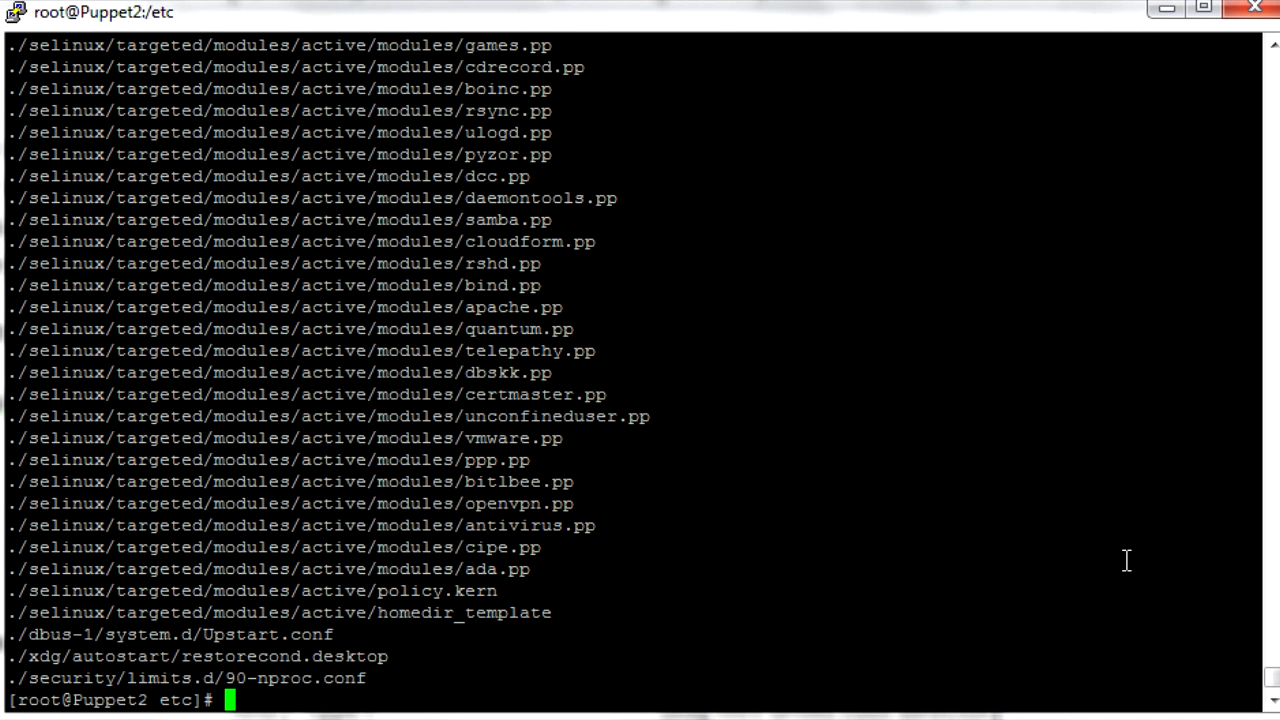 root@Puppet2:/etc
./selinux/targeted/modules/active/modules/games.pp
./selinux/targeted/modules/active/modules/cdrecord.pp
./selinux/targeted/modules/active/modules/boinc.pp
./selinux/targeted/modules/active/modules/rsync.pp
./selinux/targeted/modules/active/modules/ulogd.pp
./selinux/targeted/modules/active/modules/pyzor.pp
./selinux/targeted/modules/active/modules/dcc.pp
./selinux/targeted/modules/active/modules/daemontools.pp
./selinux/targeted/modules/active/modules/samba.pp
./selinux/targeted/modules/active/modules/cloudform.pp
./selinux/targeted/modules/active/modules/rshd.pp
./selinux/targeted/modules/active/modules/bind.pp
./selinux/targeted/modules/active/modules/apache.pp
./selinux/targeted/modules/active/modules/quantum.pp
./selinux/targeted/modules/active/modules/telepathy.pp
./selinux/targeted/modules/active/modules/dbskk.pp
./selinux/targeted/modules/active/modules/certmaster.pp
./selinux/targeted/modules/active/modules/unconfineduser.pp
./selinux/targeted/modules/active/modules/vmware.pp
./selinux/targeted/modules/active/modules/ppp.pp
./selinux/targeted/modules/active/modules/bitlbee.pp
./selinux/targeted/modules/active/modules/openvpn.pp
./selinux/targeted/modules/active/modules/antivirus.pp
./selinux/targeted/modules/active/modules/cipe.pp
./selinux/targeted/modules/active/modules/ada.pp
./selinux/targeted/modules/active/policy.kern
./selinux/targeted/modules/active/homedir_template
./dbus-1/system.d/Upstart.conf
./xdg/autostart/restorecond.desktop
./security/limits.d/90-nproc.conf
[root@Puppet2 etc]#